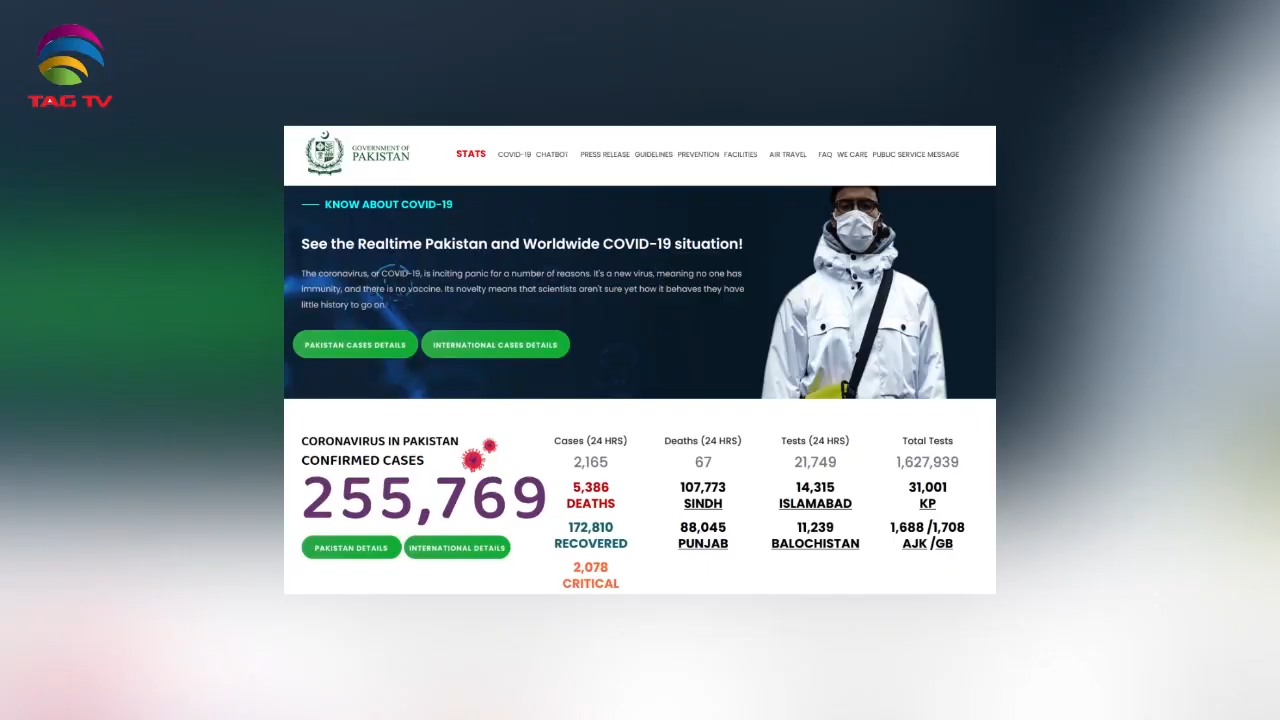 TAG TV
GOVERNMENT OF
PAKISTAN
STATS COVID-19 CHATBOT PRESS RELEASE GUIDELINES PREVENTION FACILITIES AIR TRAVEL FAQ WE CARE PUBLIC SERVICE MESSAGE
KNOW ABOUT COVID-19
See the Realtime Pakistan and Worldwide COVID-19 situation!
The coronavirus, or COVID-19, is inciting panic for a number of reasons. It's a new virus, meaning no one has
immunity, and there is no vaccine. Its novelty means that scientists aren't sure yet how it behaves they have
little history to go on.
PAKISTAN CASES DETAILS INTERNATIONAL CASES DETAILS
CORONAVIRUS IN PAKISTAN
CONFIRMED CASES
255,769
PAKISTAN DETAILS INTERNATIONAL DETAILS
Cases (24 HRS) Deaths (24 HRS) Tests (24 HRS) Total Tests
2,165 67 21,749 1,627,939
5,386 107,773 14,315 31,001
DEATHS SINDH ISLAMABAD KP
172,810 88,045 11,239 1,688 /1,708
RECOVERED PUNJAB BALOCHISTAN AJK /GB
2,078
CRITICAL